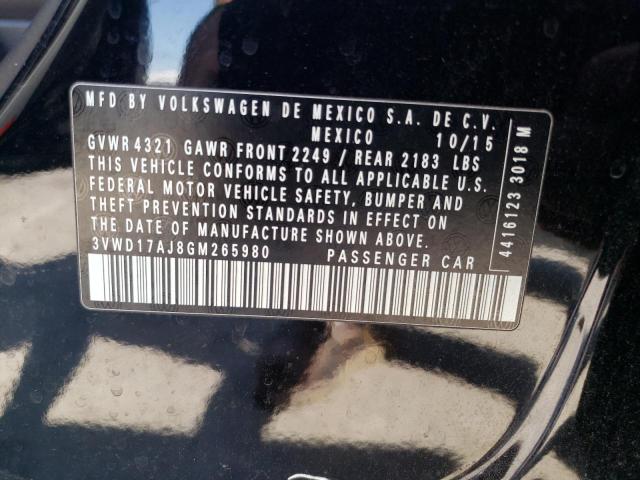 MFD BY VOLKSWAGEN DE MEXICO S.A. DE C.V.
MEXICO 10/15
GVWR 4321 GAWR FRONT 2249 / REAR 2183 LBS
THIS VEHICLE CONFORMS TO ALL APPLICABLE U.S.
FEDERAL MOTOR VEHICLE SAFETY, BUMPER AND
THEFT PREVENTION STANDARDS IN EFFECT ON
THE DATE OF MANUFACTURE SHOWN ABOVE.
3VWD17AJ8GM265980 PASSENGER CAR
4416123 3018 M